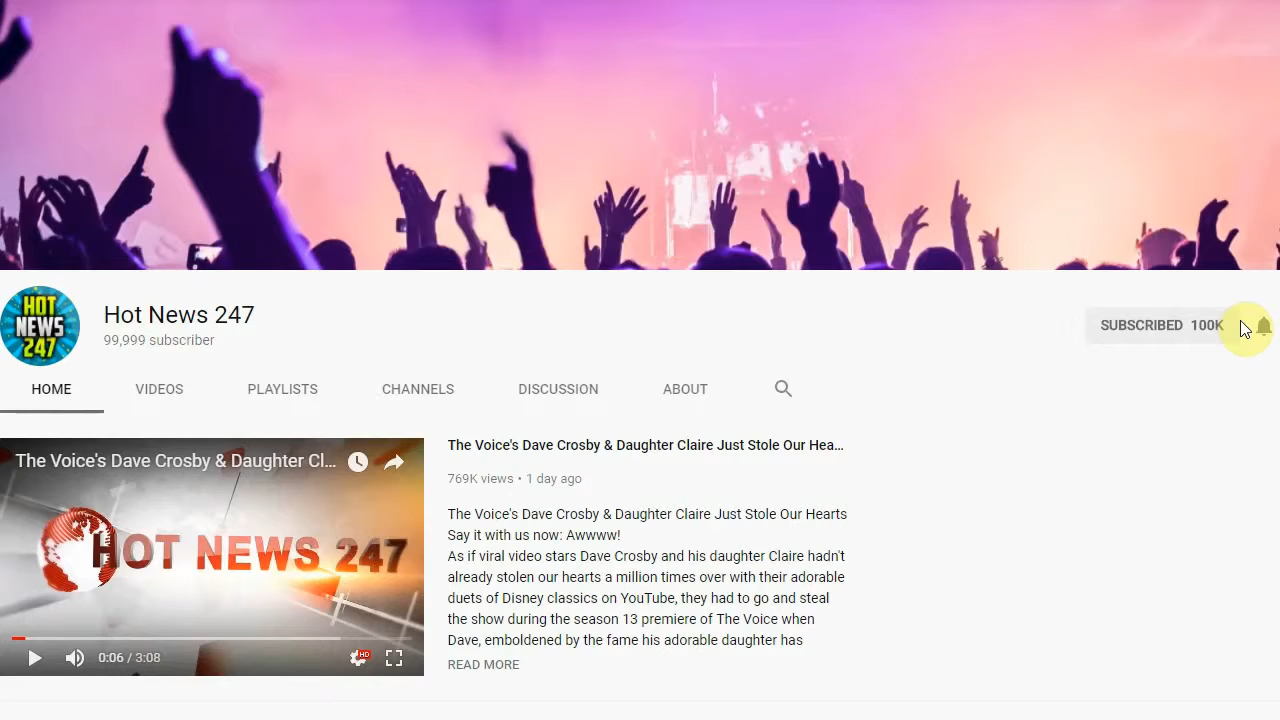 HOT
NEWS
247
Hot News 247
99,999 subscriber
SUBSCRIBED 100K
HOME VIDEOS PLAYLISTS CHANNELS DISCUSSION ABOUT
The Voice's Dave Crosby & Daughter Cl...
HOT NEWS 247
0:06 / 3:08
HD
The Voice's Dave Crosby & Daughter Claire Just Stole Our Hea...
769K views • 1 day ago
The Voice's Dave Crosby & Daughter Claire Just Stole Our Hearts
Say it with us now: Awwww!
As if viral video stars Dave Crosby and his daughter Claire hadn't
already stolen our hearts a million times over with their adorable
duets of Disney classics on YouTube, they had to go and steal
the show during the season 13 premiere of The Voice when
Dave, emboldened by the fame his adorable daughter has
READ MORE